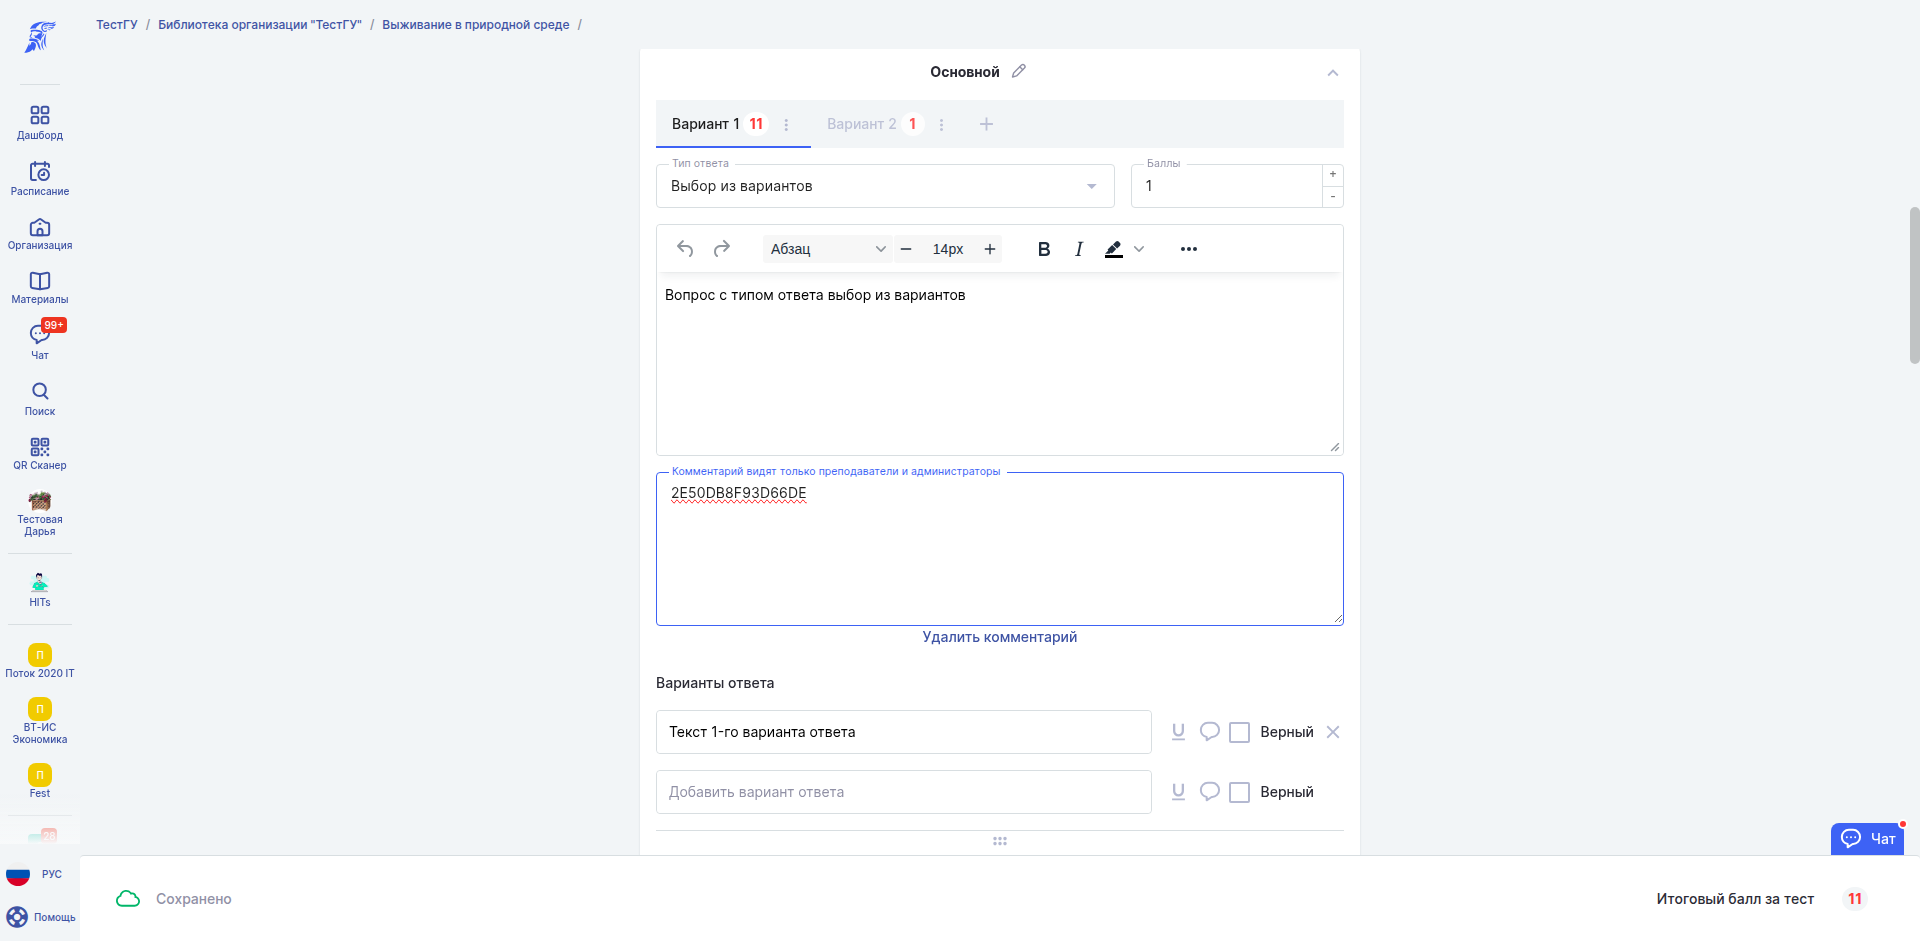 ТестГУ / Библиотека организации "ТестГУ" / Выживание в природной среде /
Дашборд
Расписание
Организация
Материалы
99+
Чат
Поиск
QR Сканер
Тестовая
Дарья
HITs
П
Поток 2020 IT
П
ВТ-ИС
Экономика
П
Fest
28
РУС
Помощь
Основной
Вариант 1 11
Вариант 2 1
Тип ответа
Выбор из вариантов
Баллы
1
+
-
Абзац
14px
B I
Вопрос с типом ответа выбор из вариантов
Комментарий видят только преподаватели и администраторы
2E50DB8F93D66DE
Удалить комментарий
Варианты ответа
Текст 1-го варианта ответа
U Верный
Добавить вариант ответа
U Верный
Чат
Сохранено
Итоговый балл за тест 11